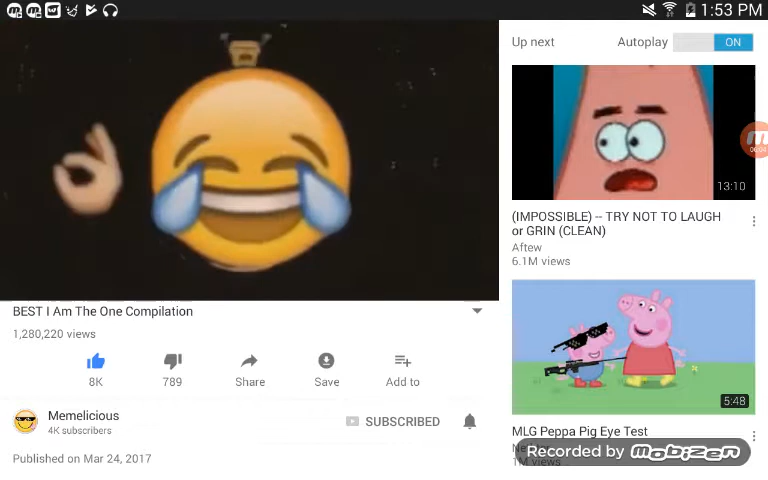 1:53 PM
Up next
Autoplay
ON
13:10
(IMPOSSIBLE) -- TRY NOT TO LAUGH
or GRIN (CLEAN)
Aftew
6.1M views
BEST I Am The One Compilation
1,280,220 views
8K
789
Share
Save
Add to
Memelicious
4K subscribers
SUBSCRIBED
Published on Mar 24, 2017
5:48
MLG Peppa Pig Eye Test
1M views
Recorded by mobizen